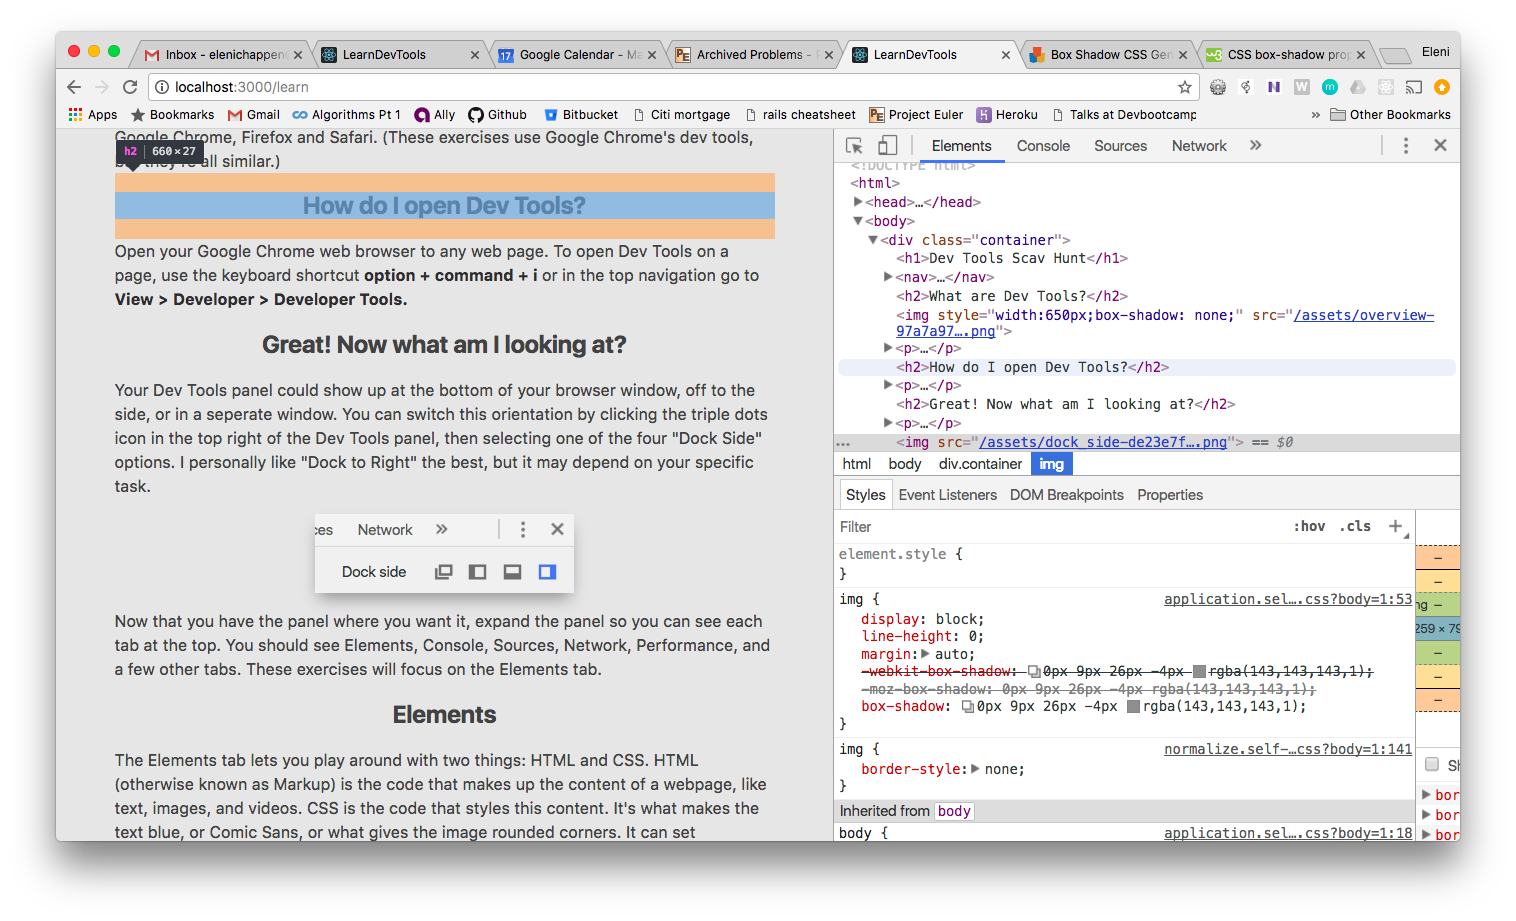 Inbox - elenichappen
LearnDevTools
Google Calendar - Ma
Archived Problems - P
LearnDevTools
Box Shadow CSS Gen
CSS box-shadow prop
Eleni
localhost:3000/learn
Apps
Bookmarks
Gmail
Algorithms Pt 1
Ally
Github
Bitbucket
Citi mortgage
rails cheatsheet
Project Euler
Heroku
Talks at Devbootcamp
»
Other Bookmarks
Google Chrome, Firefox and Safari. (These exercises use Google Chrome's dev tools,
h2 660×27
all similar.)
How do I open Dev Tools?
Open your Google Chrome web browser to any web page. To open Dev Tools on a
page, use the keyboard shortcut option + command + i or in the top navigation go to
View > Developer > Developer Tools.
Great! Now what am I looking at?
Your Dev Tools panel could show up at the bottom of your browser window, off to the
side, or in a seperate window. You can switch this orientation by clicking the triple dots
icon in the top right of the Dev Tools panel, then selecting one of the four "Dock Side"
options. I personally like "Dock to Right" the best, but it may depend on your specific
task.
ces Network »
Dock side
Now that you have the panel where you want it, expand the panel so you can see each
tab at the top. You should see Elements, Console, Sources, Network, Performance, and
a few other tabs. These exercises will focus on the Elements tab.
Elements
The Elements tab lets you play around with two things: HTML and CSS. HTML
(otherwise known as Markup) is the code that makes up the content of a webpage, like
text, images, and videos. CSS is the code that styles this content. It's what makes the
text blue, or Comic Sans, or what gives the image rounded corners. It can set
Elements Console Sources Network »
<!DOCTYPE html>
<html>
<head>…</head>
<body>
<div class="container">
<h1>Dev Tools Scav Hunt</h1>
<nav>…</nav>
<h2>What are Dev Tools?</h2>
<img style="width:650px;box-shadow: none;" src="/assets/overview-
97a7a97….png">
<p>…</p>
<h2>How do I open Dev Tools?</h2>
<p>…</p>
<h2>Great! Now what am I looking at?</h2>
<p>…</p>
… <img src="/assets/dock_side-de23e7f….png"> == $0
html body div.container img
Styles Event Listeners DOM Breakpoints Properties
Filter :hov .cls +
element.style {
}
img { application.sel….css?body=1:53
display: block;
line-height: 0;
margin: auto;
-webkit-box-shadow: 0px 9px 26px -4px rgba(143,143,143,1);
-moz-box-shadow: 0px 9px 26px -4px rgba(143,143,143,1);
box-shadow: 0px 9px 26px -4px rgba(143,143,143,1);
}
img { normalize.self-…css?body=1:141
border-style: none;
}
Inherited from body
body { application.sel….css?body=1:18
–
–
ng –
259 × 79
–
–
–
Sh
bor
bor
bor